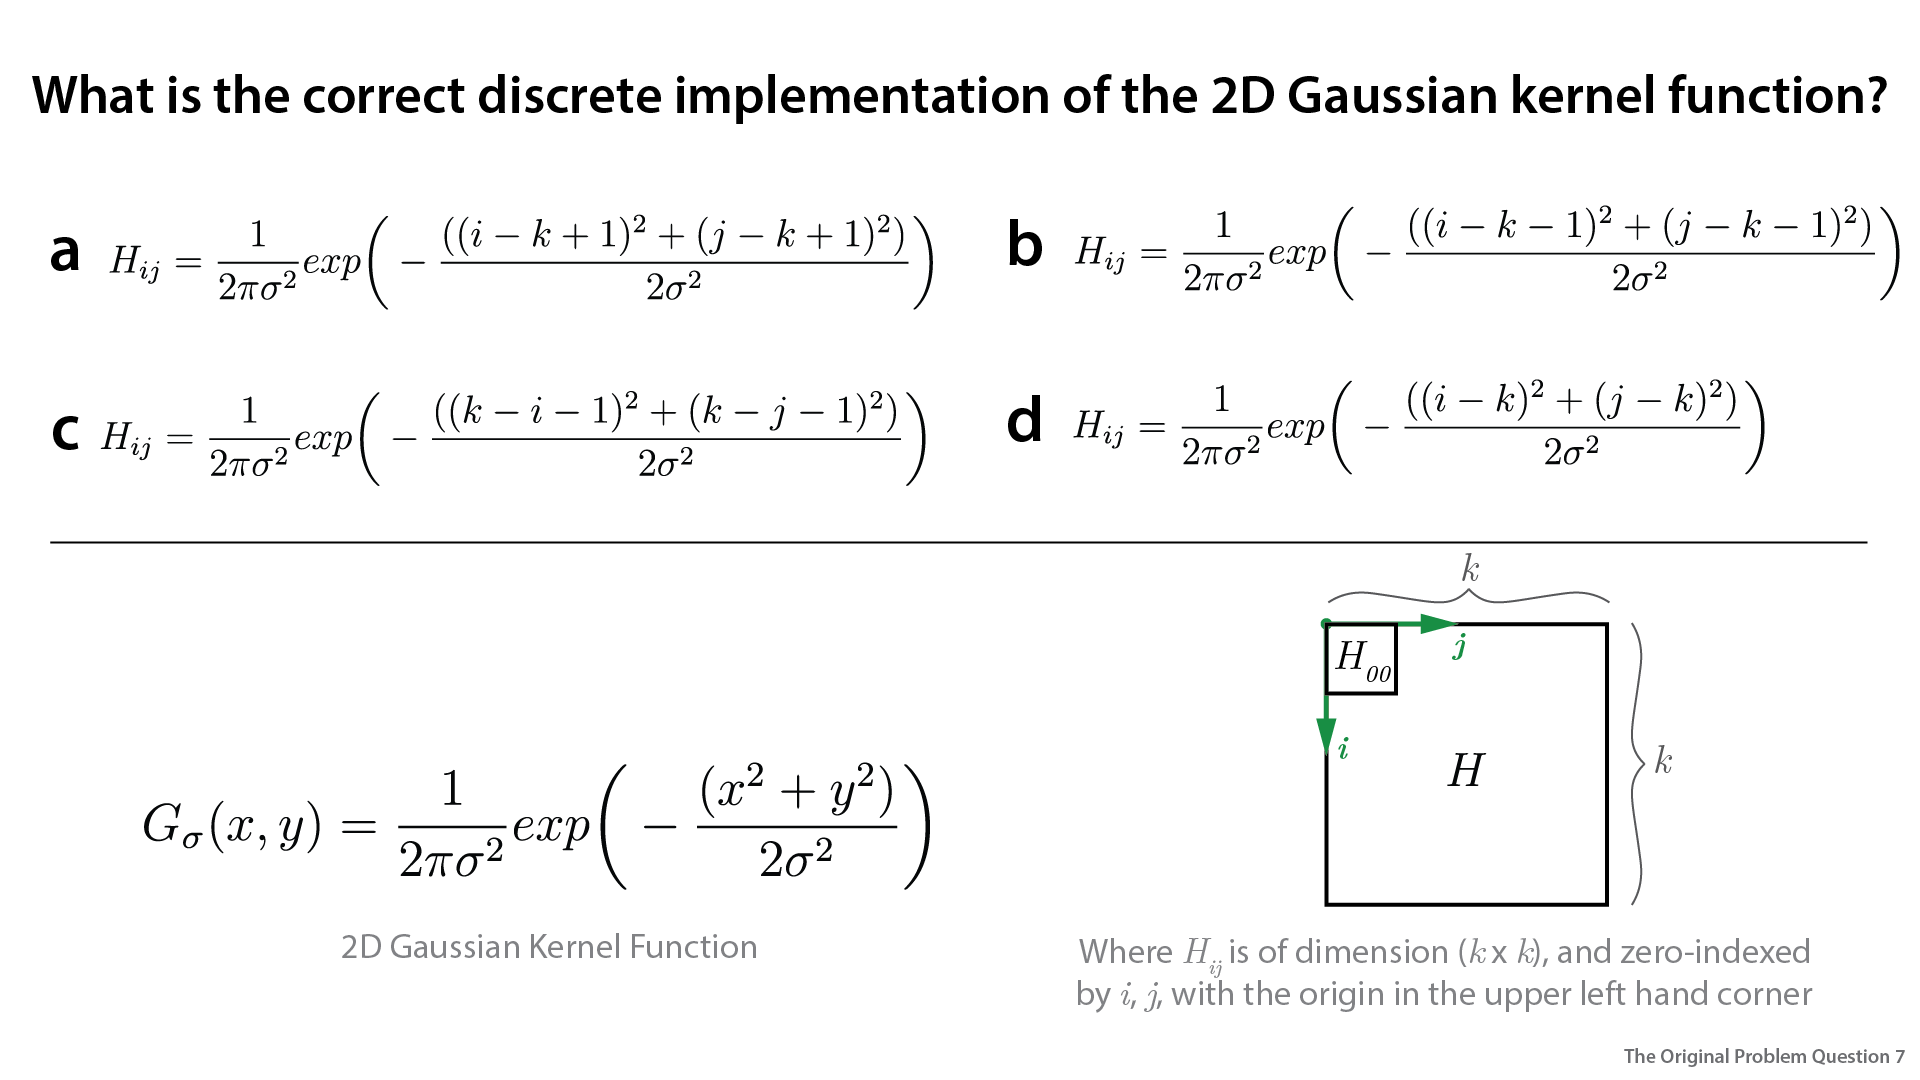 What is the correct discrete implementation of the 2D Gaussian kernel function?
a H_{ij} = \frac{1}{2\pi\sigma^2} exp\left( - \frac{((i - k + 1)^2 + (j - k + 1)^2)}{2\sigma^2} \right)
b H_{ij} = \frac{1}{2\pi\sigma^2} exp\left( - \frac{((i - k - 1)^2 + (j - k - 1)^2)}{2\sigma^2} \right)
c H_{ij} = \frac{1}{2\pi\sigma^2} exp\left( - \frac{((k - i - 1)^2 + (k - j - 1)^2)}{2\sigma^2} \right)
d H_{ij} = \frac{1}{2\pi\sigma^2} exp\left( - \frac{((i - k)^2 + (j - k)^2)}{2\sigma^2} \right)
G_\sigma(x, y) = \frac{1}{2\pi\sigma^2} exp\left( - \frac{(x^2 + y^2)}{2\sigma^2} \right)
2D Gaussian Kernel Function
k
j
H_{00}
i
H
k
Where H_{ij} is of dimension (k x k), and zero-indexed
by i, j, with the origin in the upper left hand corner
The Original Problem Question 7